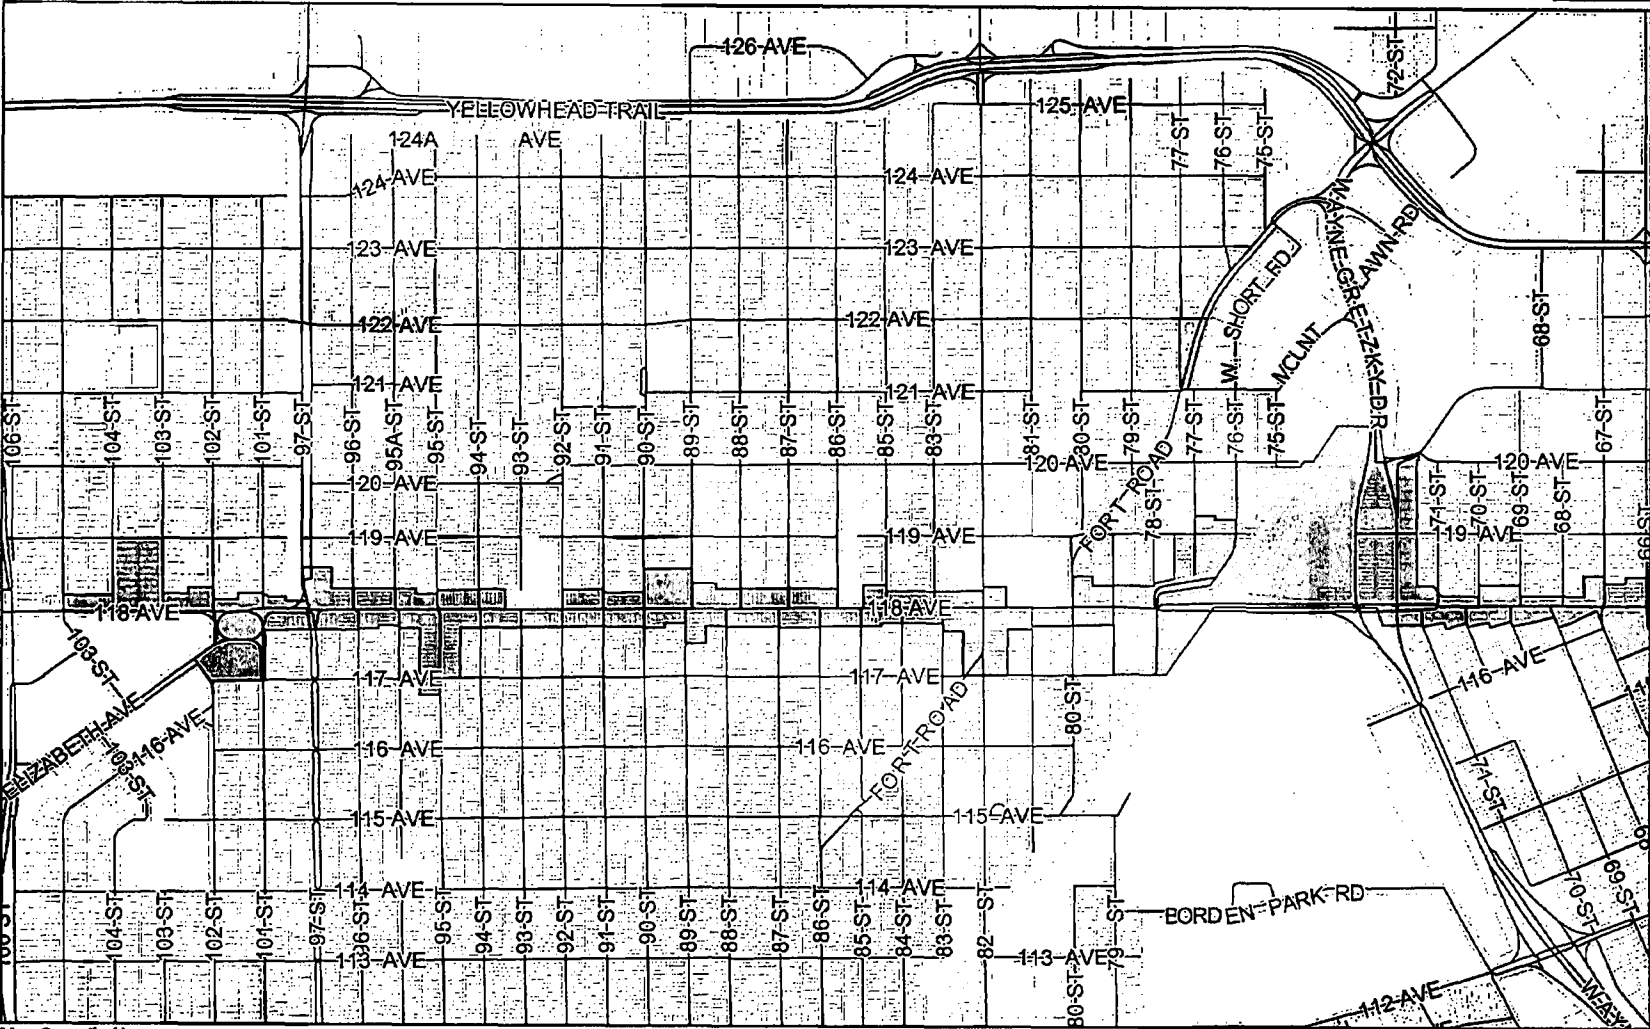 126 AVE
72-ST
YELLOWHEAD TRAIL
125 AVE
124A AVE
77-ST
76-ST
75-ST
124-AVE
124 AVE
123 AVE
123 AVE
WAYNE-GRETZKY-DR
W SHORT RD
LAWN RD
122-AVE
122 AVE
68-ST
121-AVE
121 AVE
106-ST
104-ST
103-ST
102-ST
101-ST
97-ST
96-ST
95A-ST
95-ST
94-ST
93-ST
92-ST
91-ST
90-ST
89-ST
88-ST
87-ST
86-ST
85-ST
83-ST
81-ST
80-ST
79-ST
77-ST
76-ST
75-ST
67-ST
120 AVE
120-AVE
120-AVE
FORT-ROAD
78-ST
71-ST
70-ST
69-ST
68-ST
66-ST
119-AVE
119-AVE
119 AVE
118 AVE
118-AVE
103-ST
117 AVE
117 AVE
116-AVE
116-AVE
116 AVE
116 AVE
ELIZABETH-AVE
103-ST
FORT-ROAD
80-ST
71-ST
115 AVE
115-AVE
114 AVE
114 AVE
104-ST
103-ST
102-ST
101-ST
97-ST
96-ST
95-ST
94-ST
93-ST
92-ST
91-ST
90-ST
89-ST
88-ST
87-ST
86-ST
85-ST
84-ST
83-ST
82-ST
79 ST
BORDEN-PARK-RD
70-ST
69-ST
113 AVE
113 AVE
80-ST
112-AVE